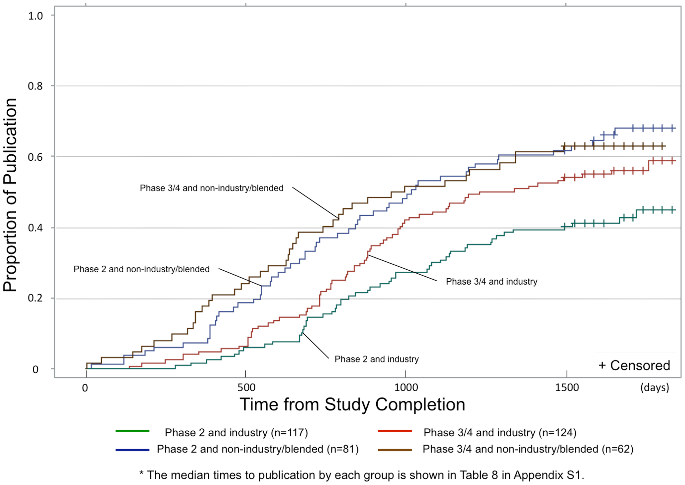 Proportion of Publication
1.0
0.8
0.6
0.4
0.2
0
Phase 3/4 and non-industry/blended
Phase 2 and non-industry/blended
Phase 3/4 and industry
Phase 2 and industry
+ Censored
0 500 1000 1500 (days)
Time from Study Completion
Phase 2 and industry (n=117) Phase 3/4 and industry (n=124)
Phase 2 and non-industry/blended (n=81) Phase 3/4 and non-industry/blended (n=62)
* The median times to publication by each group is shown in Table 8 in Appendix S1.